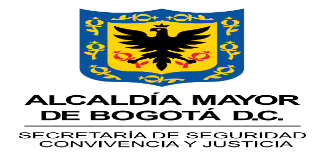 ALCALDÍA MAYOR
DE BOGOTÁ D.C.
SECRETARÍA DE SEGURIDAD
CONVIVENCIA Y JUSTICIA